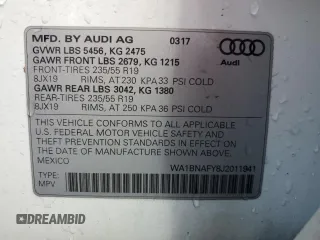 MFD. BY AUDI AG 0317
GVWR LBS 5456, KG 2475
GAWR FRONT LBS 2679, KG 1215
FRONT-TIRES 235/55 R19
8JX19 RIMS, AT 230 KPA 33 PSI COLD
GAWR REAR LBS 3042, KG 1380
REAR-TIRES 235/55 R19
8JX19 RIMS, AT 250 KPA 36 PSI COLD
Audi
THIS VEHICLE CONFORMS TO ALL APPLICABLE
U.S. FEDERAL MOTOR VEHICLE SAFETY
AND THEFT PREVENTION STANDARDS IN EFFECT
ON THE DATE OF MANUFACTURE SHOWN ABOVE.
MEXICO
WA1BNAFY8J2011941
TYPE:
MPV
AUTOBIDMASTER